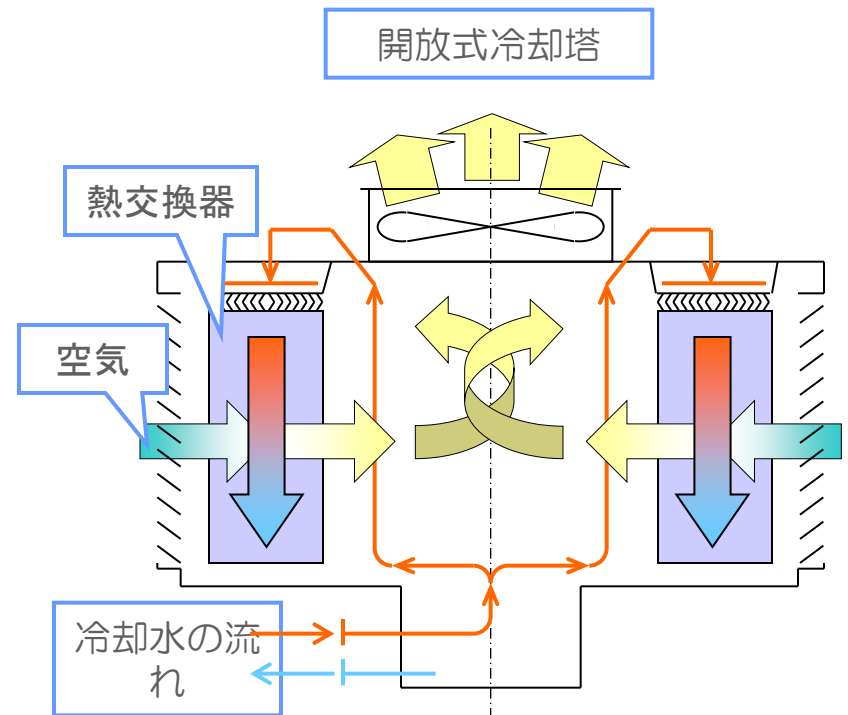 開放式冷却塔
熱交換器
空気
冷却水の流
れ